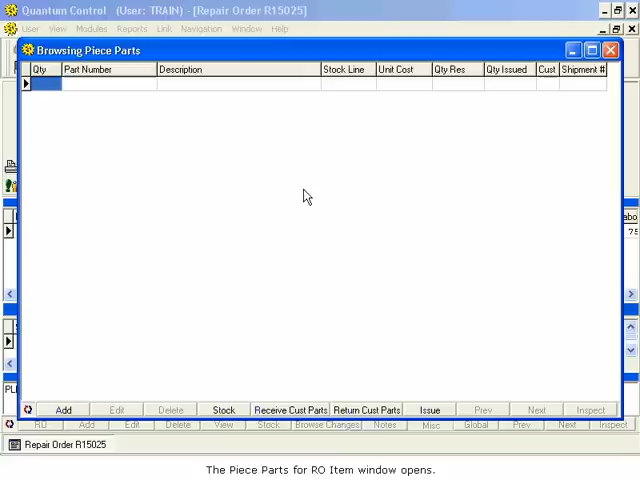 Quantum Control (User: TRAIN) - [Repair Order R15025]
User View Modules Reports Link Navigation Window Help
Browsing Piece Parts
Qty Part Number Description Stock Line Unit Cost Qty Res Qty Issued Cust Shipment #
abo
75
PL
Add Edit Delete Stock Receive Cust Parts Return Cust Parts Issue Prev Next Inspect
RO Add Edit Delete View Stock Browse Changes Notes Misc Global Prev Next Inspect
Repair Order R15025
The Piece Parts for RO Item window opens.